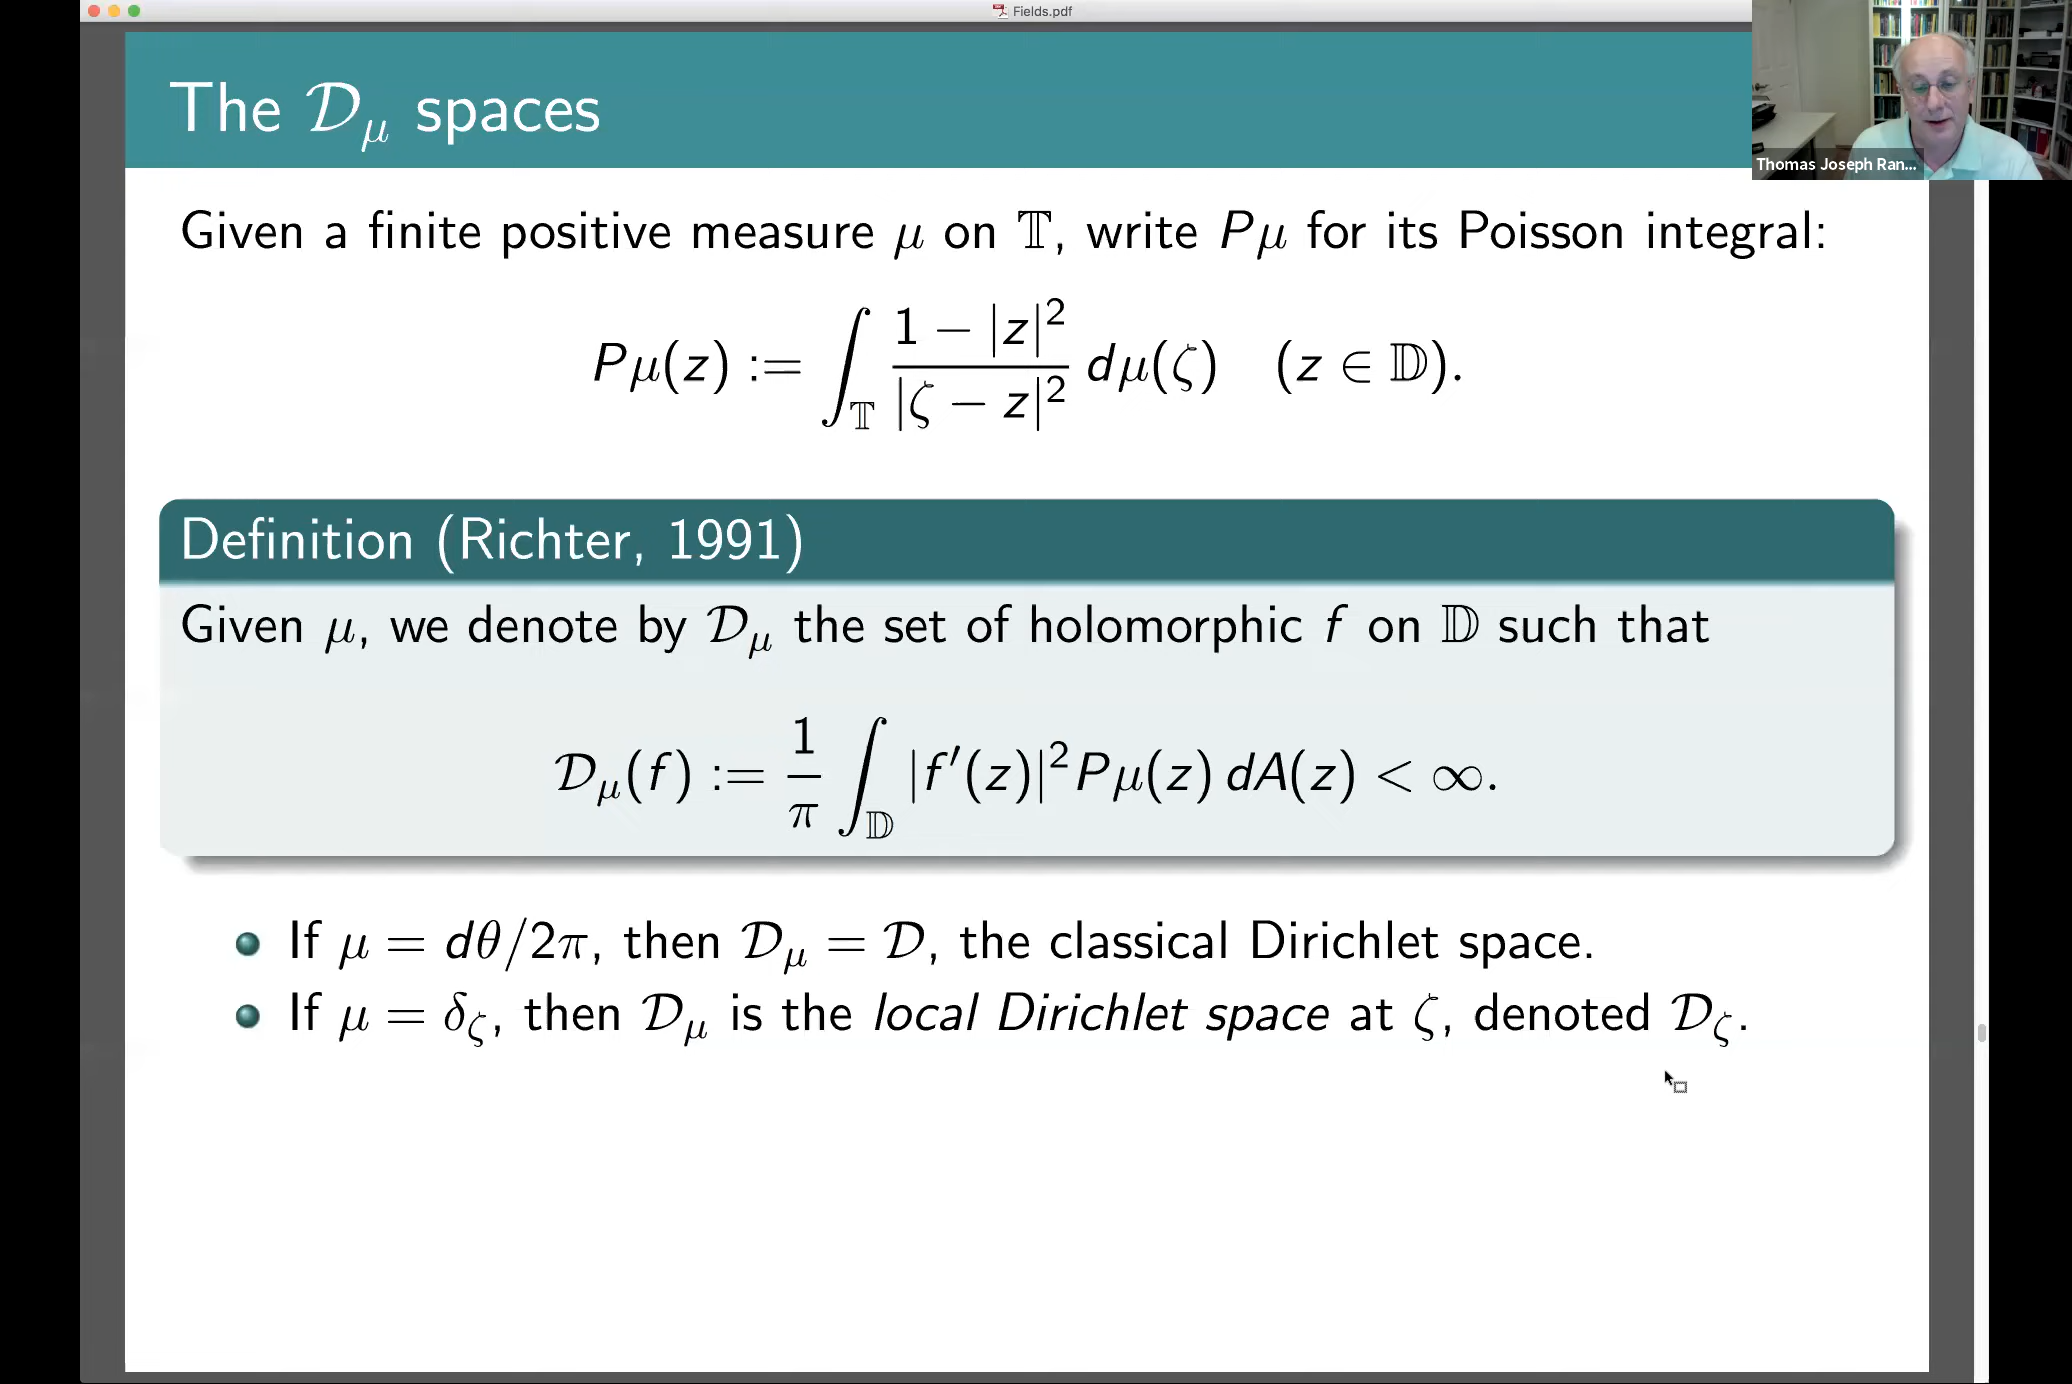 Fields.pdf
The 𝒟_μ spaces
Thomas Joseph Ran...
Given a finite positive measure μ on 𝕋, write Pμ for its Poisson integral:
Pμ(z) := ∫_𝕋 (1 − |z|²)/|ζ − z|² dμ(ζ) (z ∈ 𝔻).
Definition (Richter, 1991)
Given μ, we denote by 𝒟_μ the set of holomorphic f on 𝔻 such that
𝒟_μ(f) := 1/π ∫_𝔻 |f′(z)|² Pμ(z) dA(z) < ∞.
If μ = dθ/2π, then 𝒟_μ = 𝒟, the classical Dirichlet space.
If μ = δ_ζ, then 𝒟_μ is the local Dirichlet space at ζ, denoted 𝒟_ζ.